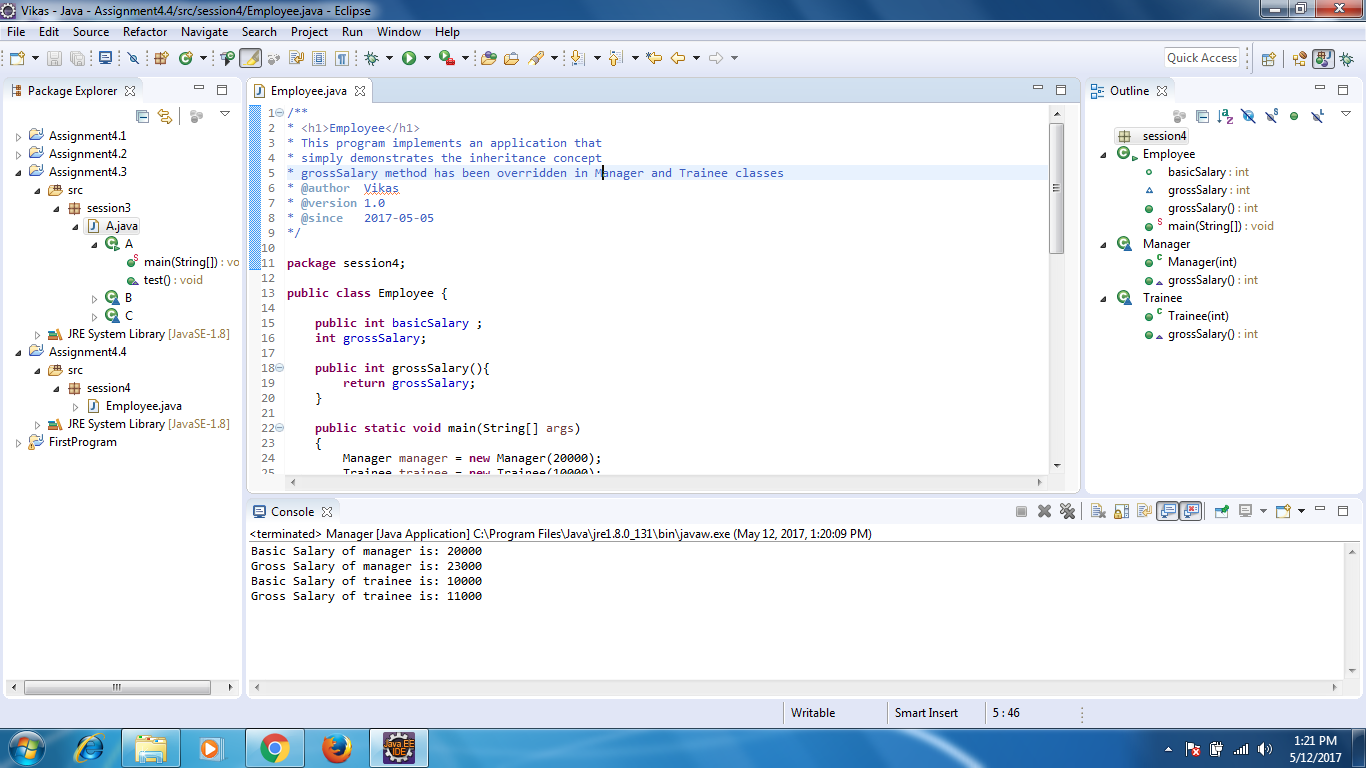 Vikas - Java - Assignment4.4/src/session4/Employee.java - Eclipse
File Edit Source Refactor Navigate Search Project Run Window Help
Quick Access
Package Explorer
Assignment4.1
Assignment4.2
Assignment4.3
src
session3
A.java
A
main(String[]) : vo
test() : void
B
C
JRE System Library [JavaSE-1.8]
Assignment4.4
src
session4
Employee.java
JRE System Library [JavaSE-1.8]
FirstProgram
Employee.java
1 /**
2 * <h1>Employee</h1>
3 * This program implements an application that
4 * simply demonstrates the inheritance concept
5 * grossSalary method has been overridden in Manager and Trainee classes
6 * @author  Vikas
7 * @version 1.0
8 * @since   2017-05-05
9 */
10
11 package session4;
12
13 public class Employee {
14
15     public int basicSalary ;
16     int grossSalary;
17
18     public int grossSalary(){
19         return grossSalary;
20     }
21
22     public static void main(String[] args)
23     {
24         Manager manager = new Manager(20000);
25         Trainee trainee = new Trainee(10000);
Outline
session4
Employee
basicSalary : int
grossSalary : int
grossSalary() : int
main(String[]) : void
Manager
Manager(int)
grossSalary() : int
Trainee
Trainee(int)
grossSalary() : int
Console
<terminated> Manager [Java Application] C:\Program Files\Java\jre1.8.0_131\bin\javaw.exe (May 12, 2017, 1:20:09 PM)
Basic Salary of manager is: 20000
Gross Salary of manager is: 23000
Basic Salary of trainee is: 10000
Gross Salary of trainee is: 11000
Writable Smart Insert 5 : 46
Java EE
IDE
1:21 PM
5/12/2017